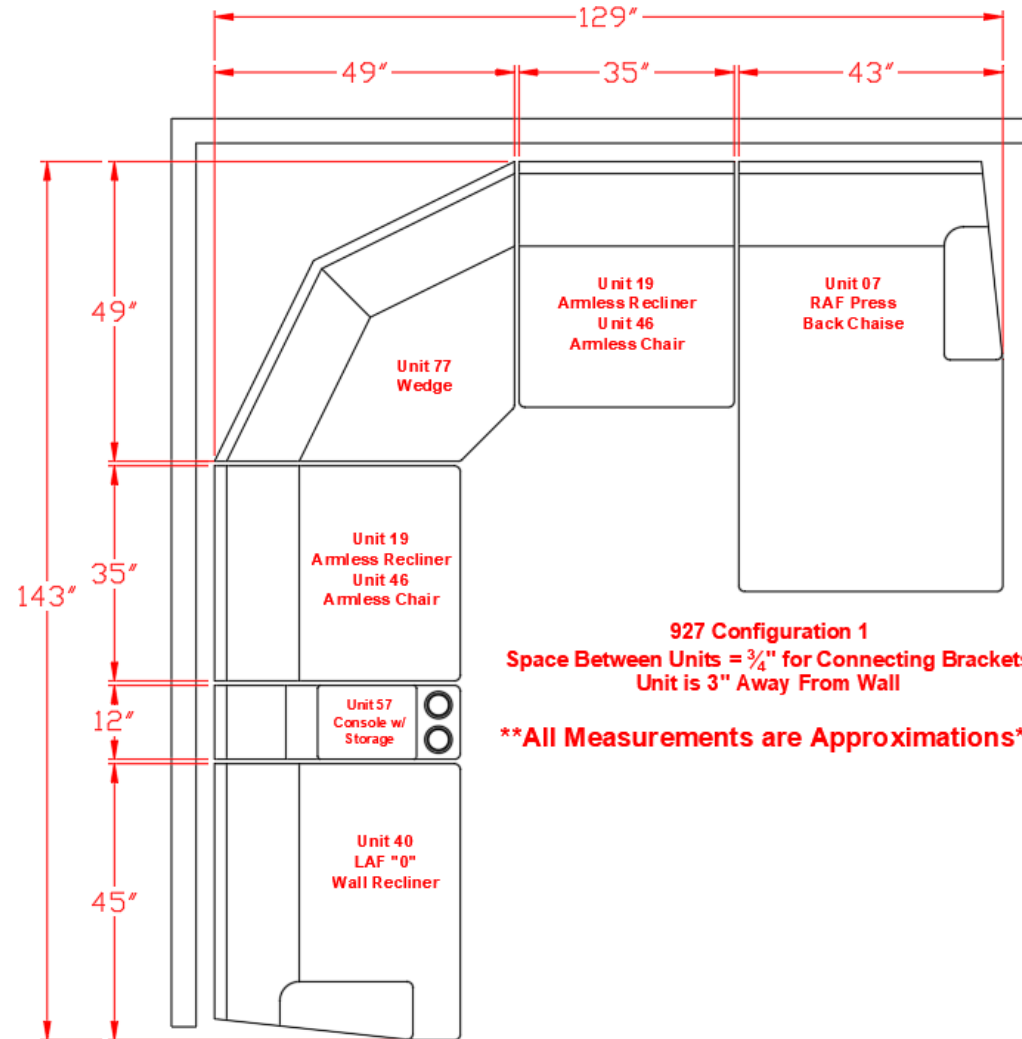 129"
49"
35"
43"
49"
Unit 19
Armless Recliner
Unit 46
Armless Chair
Unit 07
RAF Press
Back Chaise
Unit 77
Wedge
35"
Unit 19
Armless Recliner
Unit 46
Armless Chair
143"
927 Configuration 1
Space Between Units = ¾" for Connecting Brackets
Unit is 3" Away From Wall
12"
Unit 57
Console w/
Storage
**All Measurements are Approximations*
Unit 40
LAF "0"
Wall Recliner
45"